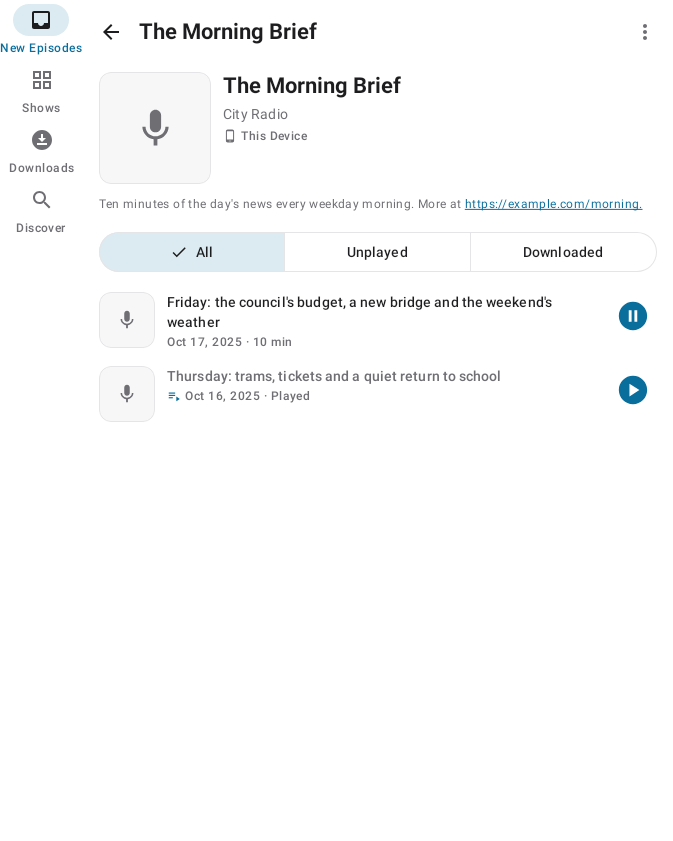 New Episodes
Shows
Downloads
Discover
The Morning Brief
The Morning Brief
City Radio
This Device
Ten minutes of the day's news every weekday morning. More at https://example.com/morning.
All
Unplayed
Downloaded
Friday: the council's budget, a new bridge and the weekend's
weather
Oct 17, 2025 · 10 min
Thursday: trams, tickets and a quiet return to school
Oct 16, 2025 · Played